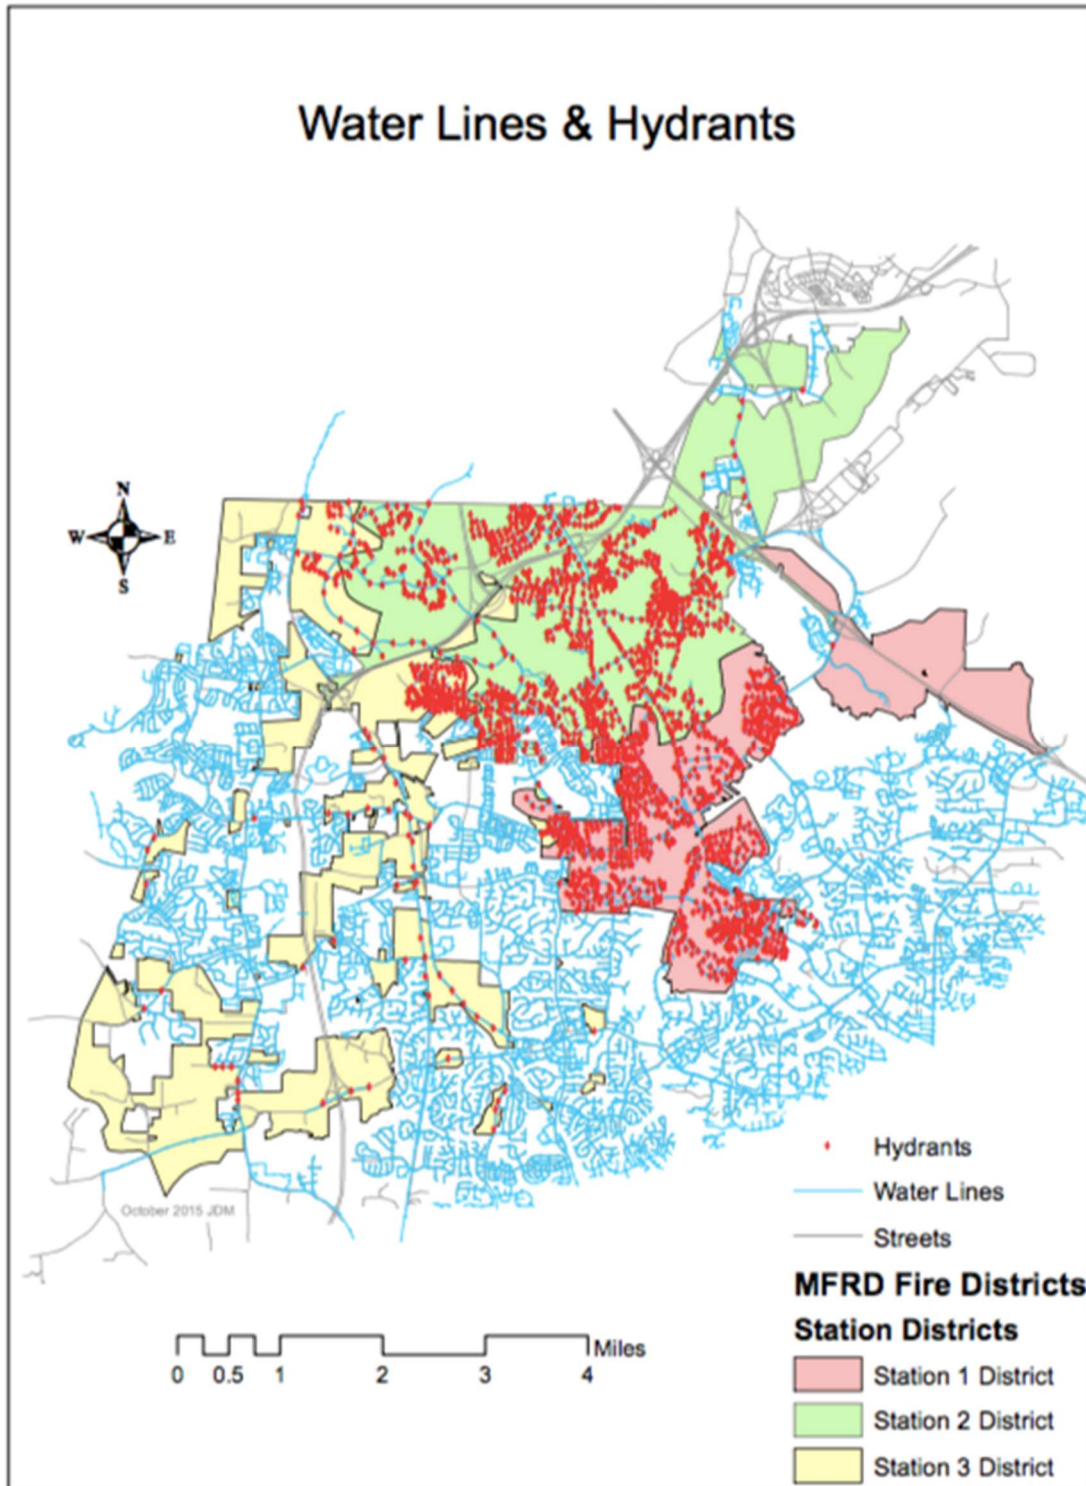 Water Lines & Hydrants
N
W E
S
Hydrants
Water Lines
October 2015 JDM
Streets
MFRD Fire Districts
Station Districts
Miles
0 0.5 1 2 3 4
Station 1 District
Station 2 District
Station 3 District